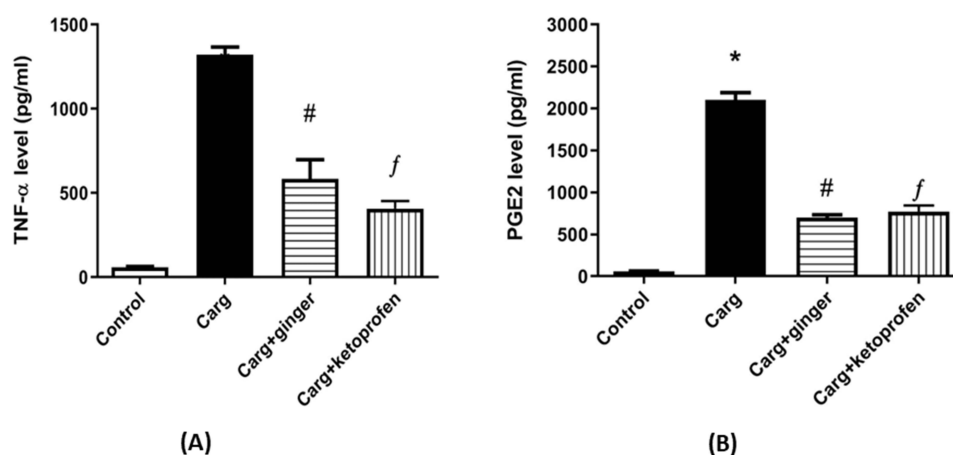 TNF-α level (pg/ml)
1500
1000
500
0
#
ƒ
Control
Carg
Carg+ginger
Carg+ketoprofen
(A)
PGE2 level (pg/ml)
3000
2500
2000
1500
1000
500
0
*
#
ƒ
Control
Carg
Carg+ginger
Carg+ketoprofen
(B)